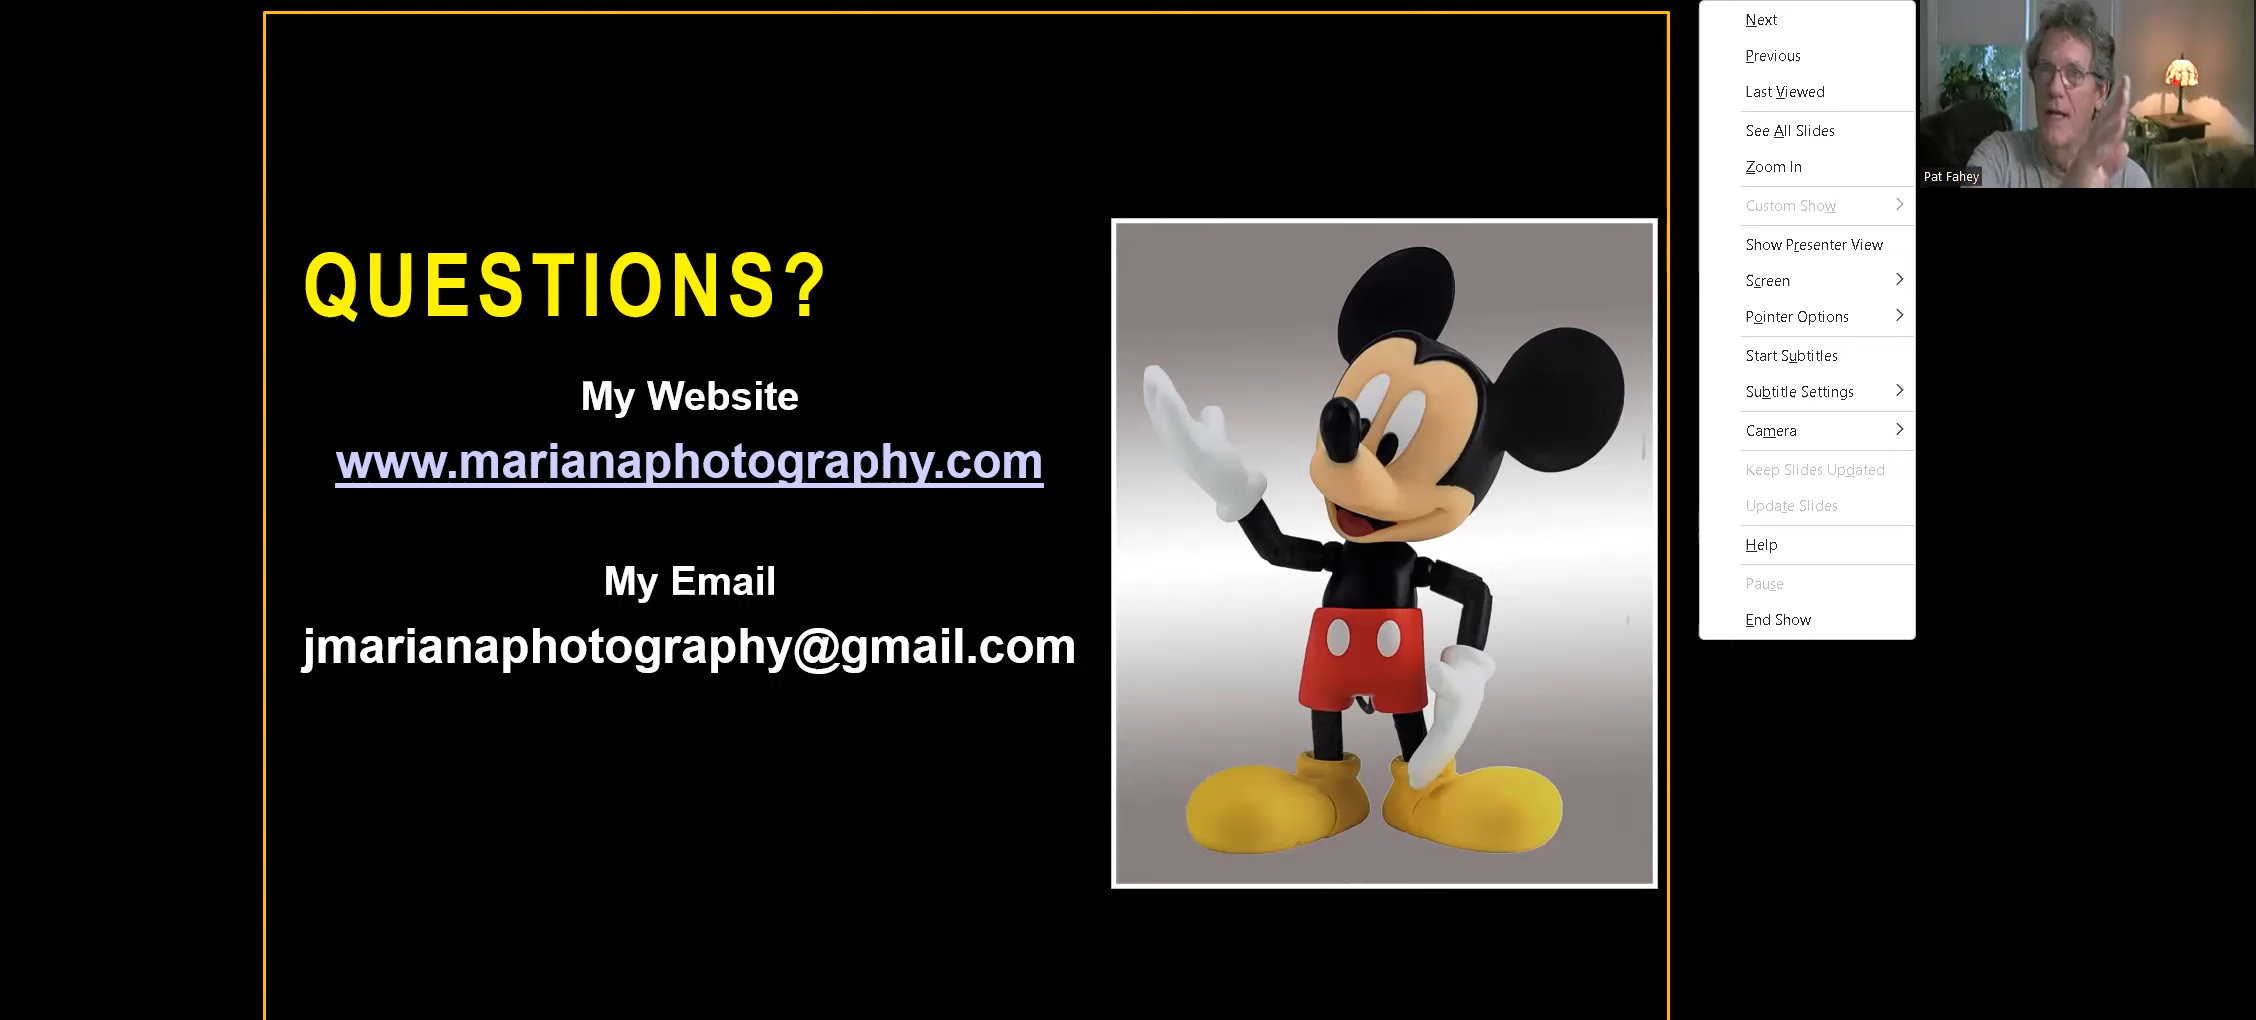 QUESTIONS?
My Website
www.marianaphotography.com
My Email
jmarianaphotography@gmail.com
Next
Previous
Last Viewed
See All Slides
Zoom In
Custom Show
Show Presenter View
Screen
Pointer Options
Start Subtitles
Subtitle Settings
Camera
Keep Slides Updated
Update Slides
Help
Pause
End Show
Pat Fahey